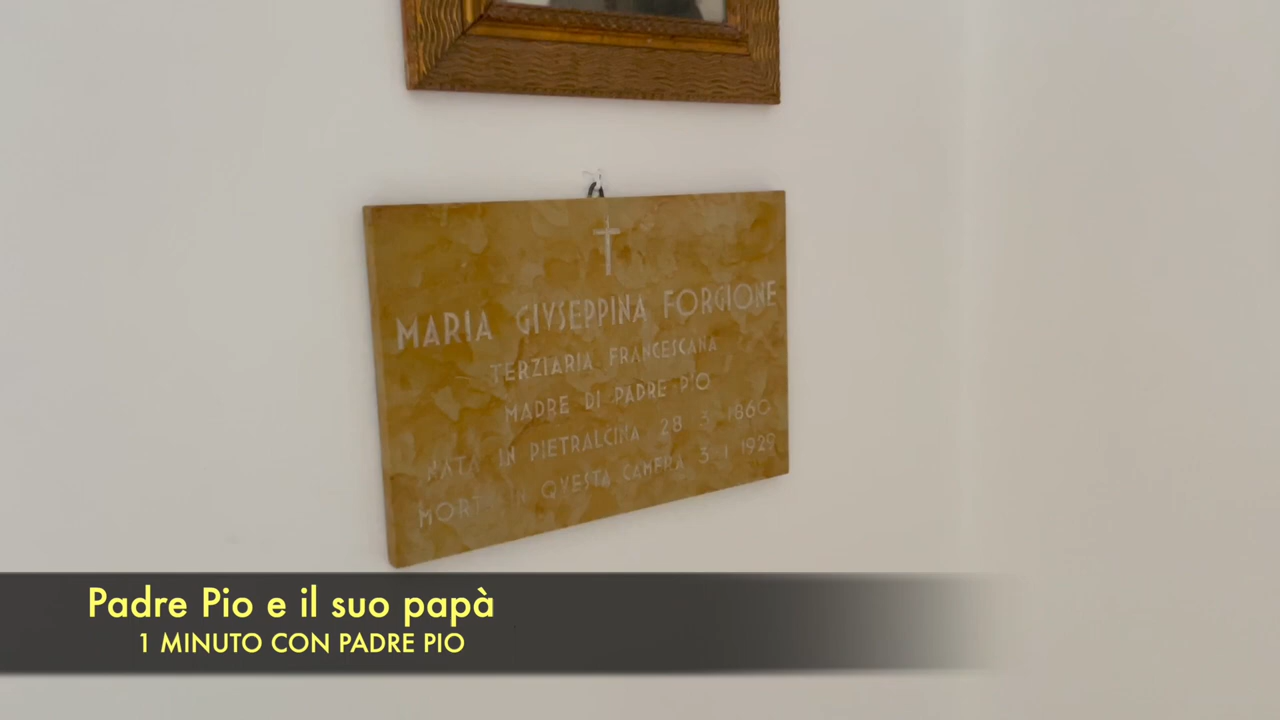 MARIA GIVSEPPINA FORGIONE
TERZIARIA FRANCESCANA
MADRE DI PADRE PIO
NATA IN PIETRALCINA 28 3 1860
MORTA IN QVESTA CAMERA 3 1 1929
Padre Pio e il suo papà
1 MINUTO CON PADRE PIO